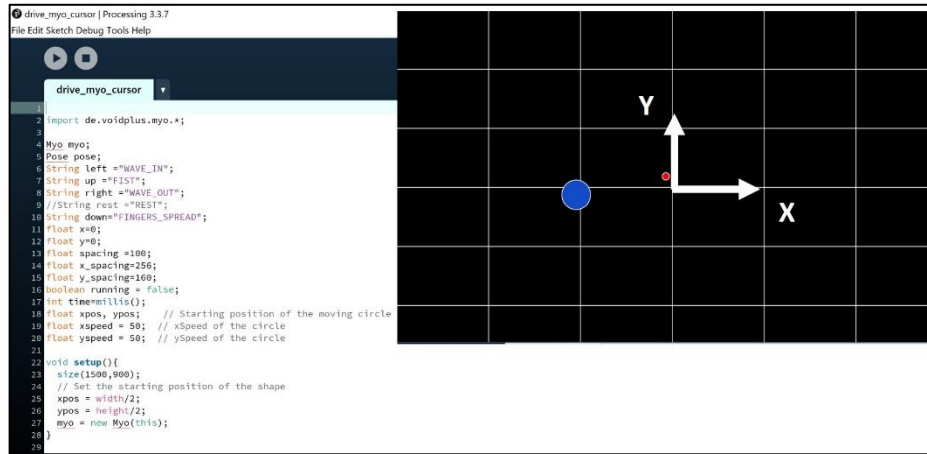 drive_myo_cursor | Processing 3.3.7
File Edit Sketch Debug Tools Help
drive_myo_cursor
1
2 import de.voidplus.myo.*;
3
4 Myo myo;
5 Pose pose;
6 String left ="WAVE_IN";
7 String up ="FIST";
8 String right ="WAVE_OUT";
9 //String rest ="REST";
10 String down="FINGERS_SPREAD";
11 float x=0;
12 float y=0;
13 float spacing =100;
14 float x_spacing=256;
15 float y_spacing=160;
16 boolean running = false;
17 int time=millis();
18 float xpos, ypos;    // Starting position of the moving circle
19 float xspeed = 50;  // xSpeed of the circle
20 float yspeed = 50;  // ySpeed of the circle
21
22 void setup(){
23   size(1500,900);
24   // Set the starting position of the shape
25   xpos = width/2;
26   ypos = height/2;
27   myo = new Myo(this);
28 }
29
Y
X